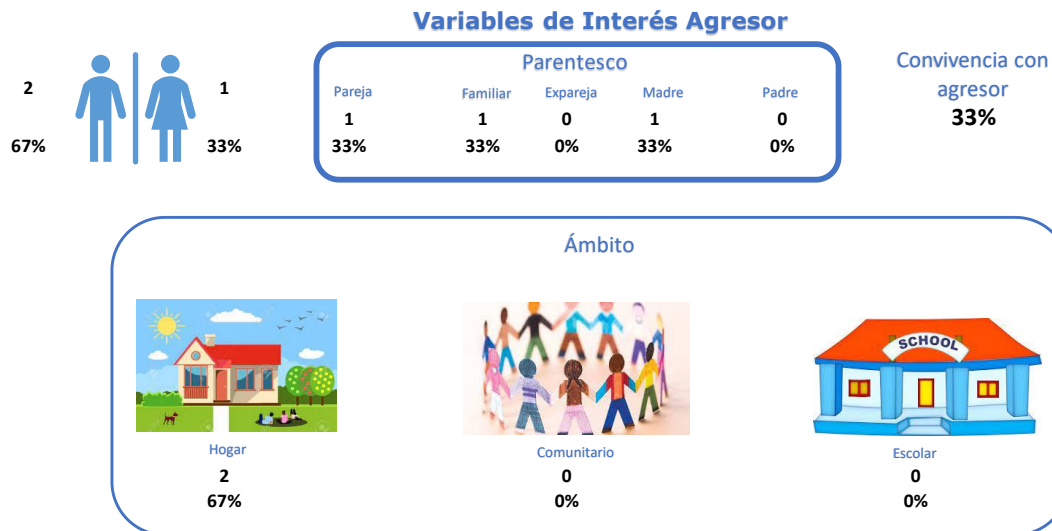 Variables de Interés Agresor
2
67%
1
33%
Parentesco
Pareja Familiar Expareja Madre Padre
1 1 0 1 0
33% 33% 0% 33% 0%
Convivencia con
agresor
33%
Ámbito
SCHOOL
Hogar Comunitario Escolar
2 0 0
67% 0% 0%